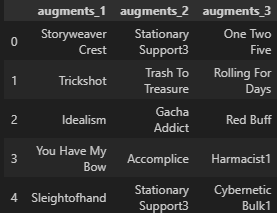 augments_1 augments_2 augments_3
0 Storyweaver Crest Stationary Support3 One Two Five
1 Trickshot Trash To Treasure Rolling For Days
2 Idealism Gacha Addict Red Buff
3 You Have My Bow Accomplice Harmacist1
4 Sleightofhand Stationary Support3 Cybernetic Bulk1